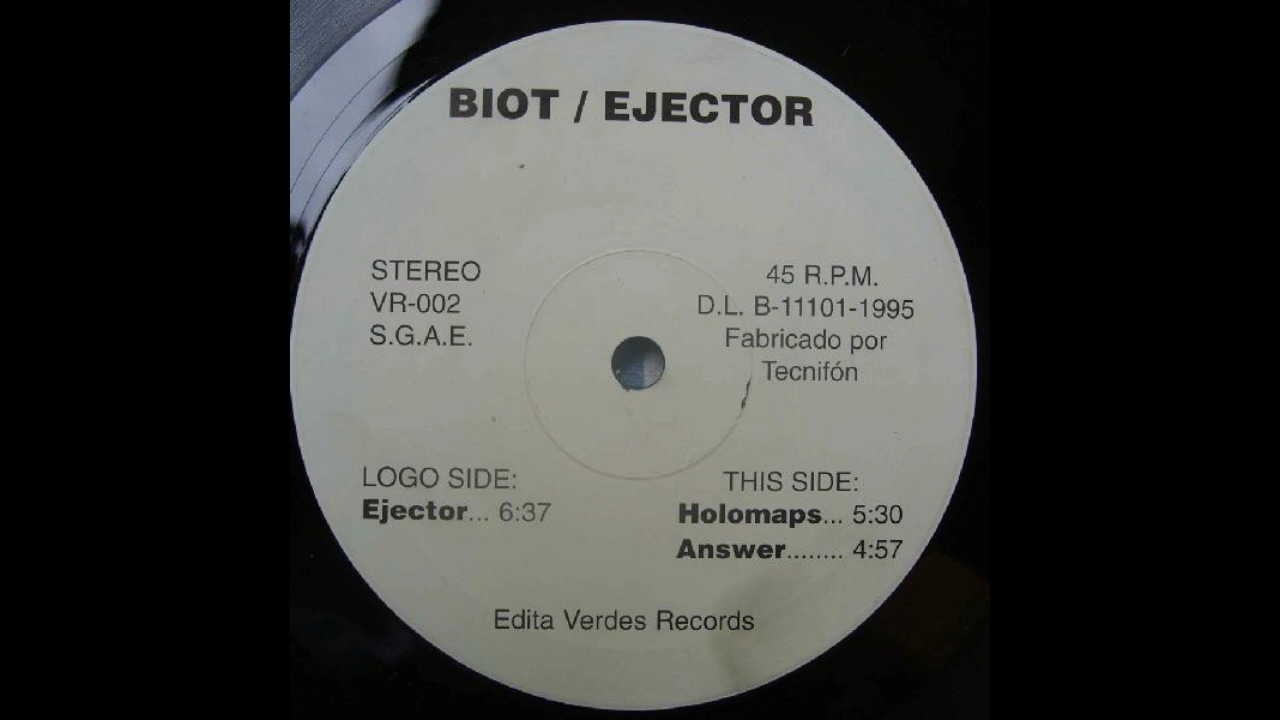 BIOT / EJECTOR
STEREO
VR-002
S.G.A.E.
45 R.P.M.
D.L. B-11101-1995
Fabricado por
Tecnifón
LOGO SIDE:
Ejector... 6:37
THIS SIDE:
Holomaps... 5:30
Answer........ 4:57
Edita Verdes Records